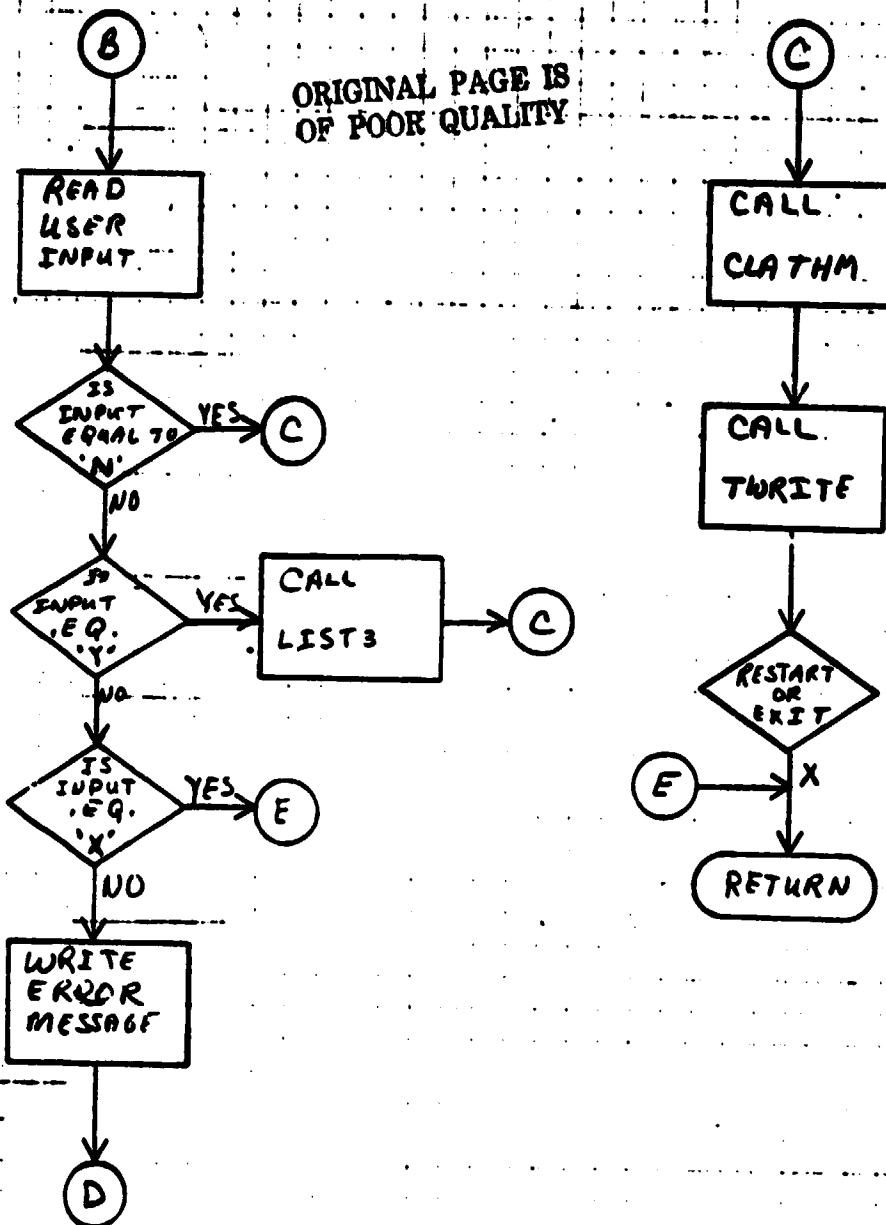 B
ORIGINAL PAGE IS
OF POOR QUALITY
READ
USER
INPUT
IS
INPUT
EQUAL TO
'N'
YES
C
NO
IS
INPUT
.EQ.
'Y'
YES
CALL
LIST3
C
NO
IS
INPUT
.EQ.
'X'
YES
E
NO
WRITE
ERROR
MESSAGE
D
C
CALL
CLATHM
CALL
TWRITE
RESTART
OR
EXIT
E
X
RETURN